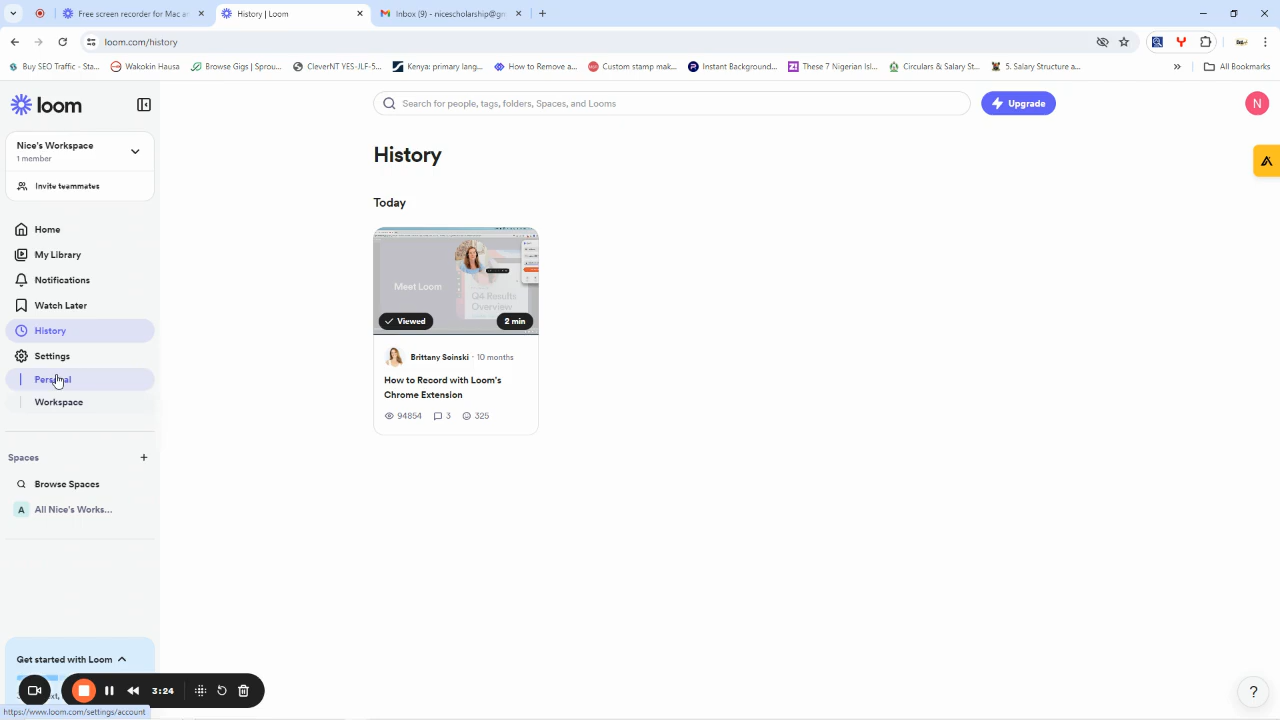 Free screen recorder for Mac an
History | Loom
Inbox (9) - nicescholarship@gm
loom.com/history
Buy SEO Traffic - Sta...
Wakokin Hausa
Browse Gigs | Sprou...
CleverNT YES-JLF-5...
Kenya: primary lang...
How to Remove a...
Custom stamp mak...
Instant Background...
These 7 Nigerian Isl...
Circulars & Salary St...
5. Salary Structure a...
All Bookmarks
loom
Search for people, tags, folders, Spaces, and Looms
Upgrade
N
Nice's Workspace
1 member
Invite teammates
History
Today
Home
My Library
Notifications
Watch Later
History
Settings
Personal
Workspace
Meet Loom
Q4 Results
Overview
Viewed
2 min
Brittany Soinski · 10 months
How to Record with Loom's
Chrome Extension
94854
3
325
Spaces
Browse Spaces
A
All Nice's Works...
Get started with Loom
3:24
?
https://www.loom.com/settings/account